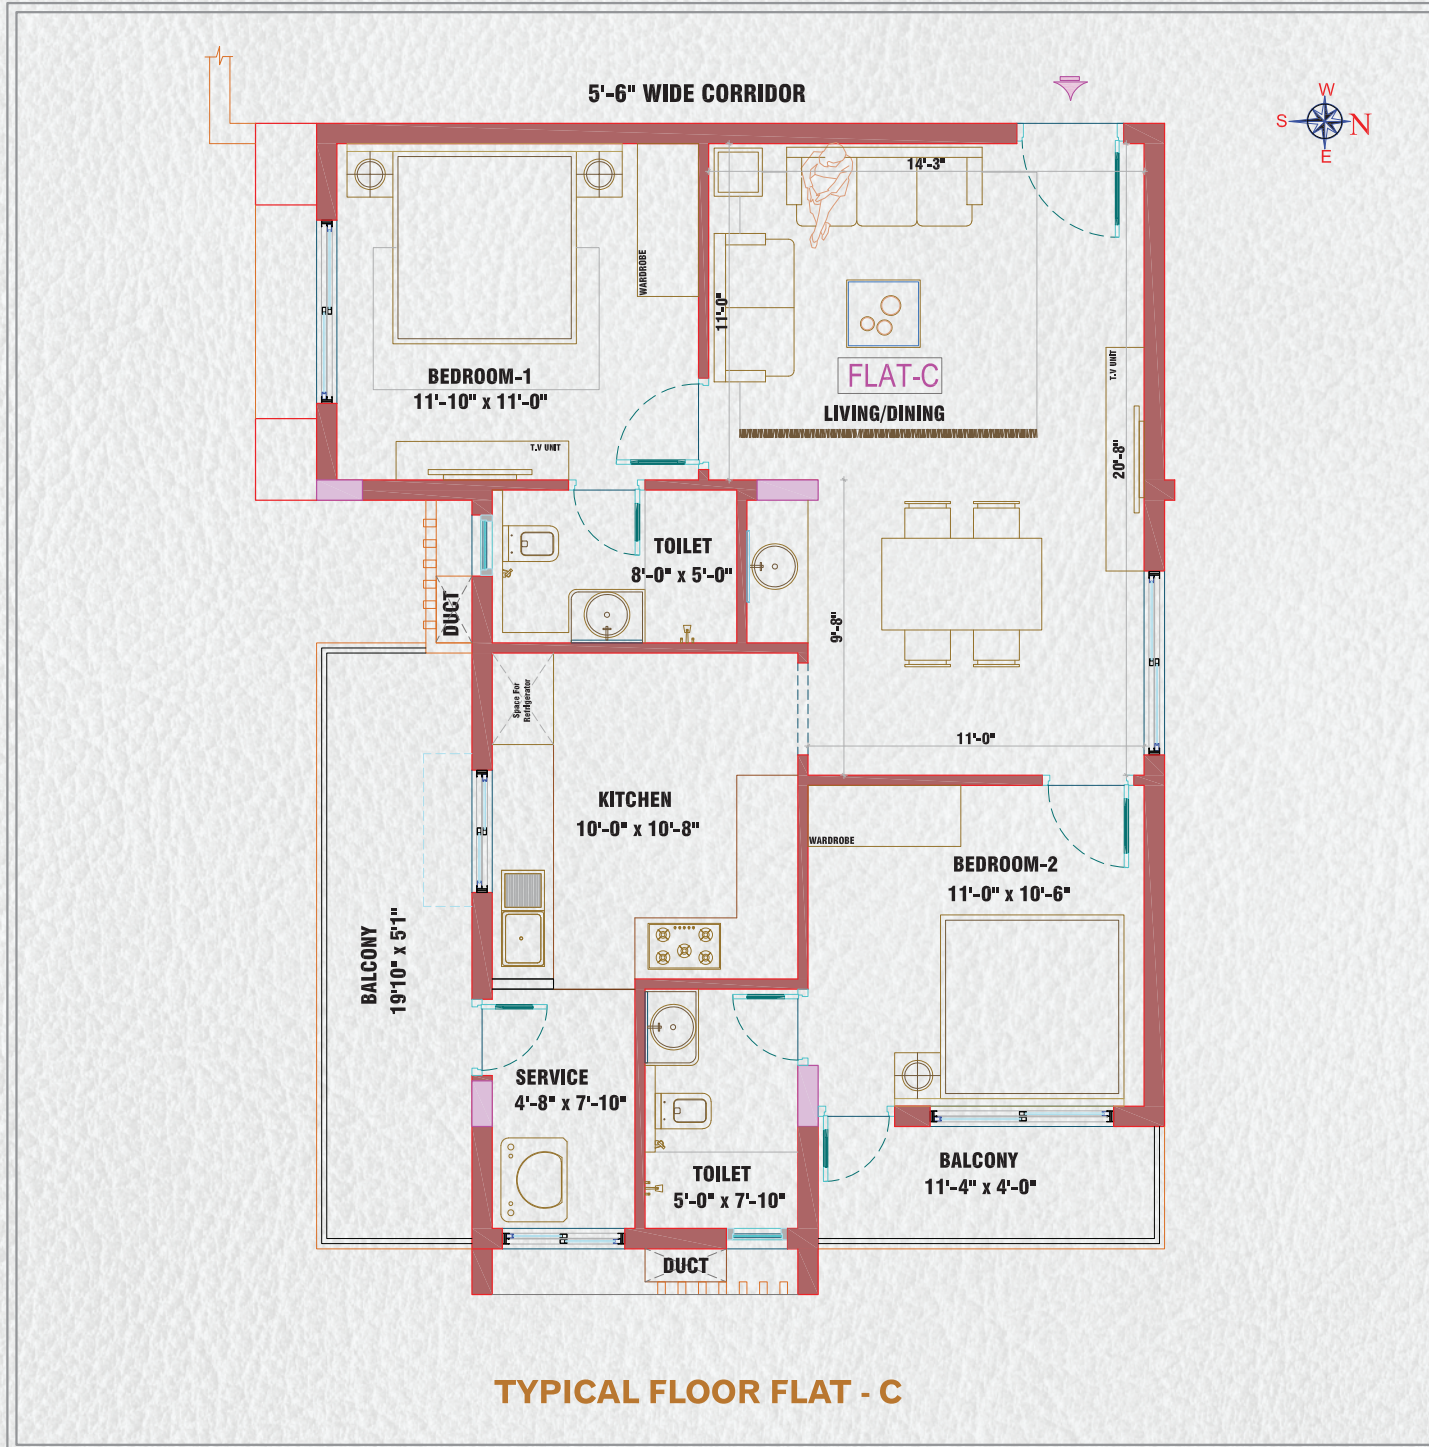 5'-6" WIDE CORRIDOR
W
S
N
E
14'-3"
WARDROBE
11'-0"
BEDROOM-1
11'-10" x 11'-0"
FLAT-C
LIVING/DINING
T.V UNIT
T.V UNIT
20'-8"
TOILET
8'-0" x 5'-0"
DUCT
9'-8"
Space For
Refrigerator
11'-0"
KITCHEN
10'-0" x 10'-8"
WARDROBE
BEDROOM-2
11'-0" x 10'-6"
BALCONY
19'10" x 5'1"
SERVICE
4'-8" x 7'-10"
TOILET
5'-0" x 7'-10"
BALCONY
11'-4" x 4'-0"
DUCT
TYPICAL FLOOR FLAT - C